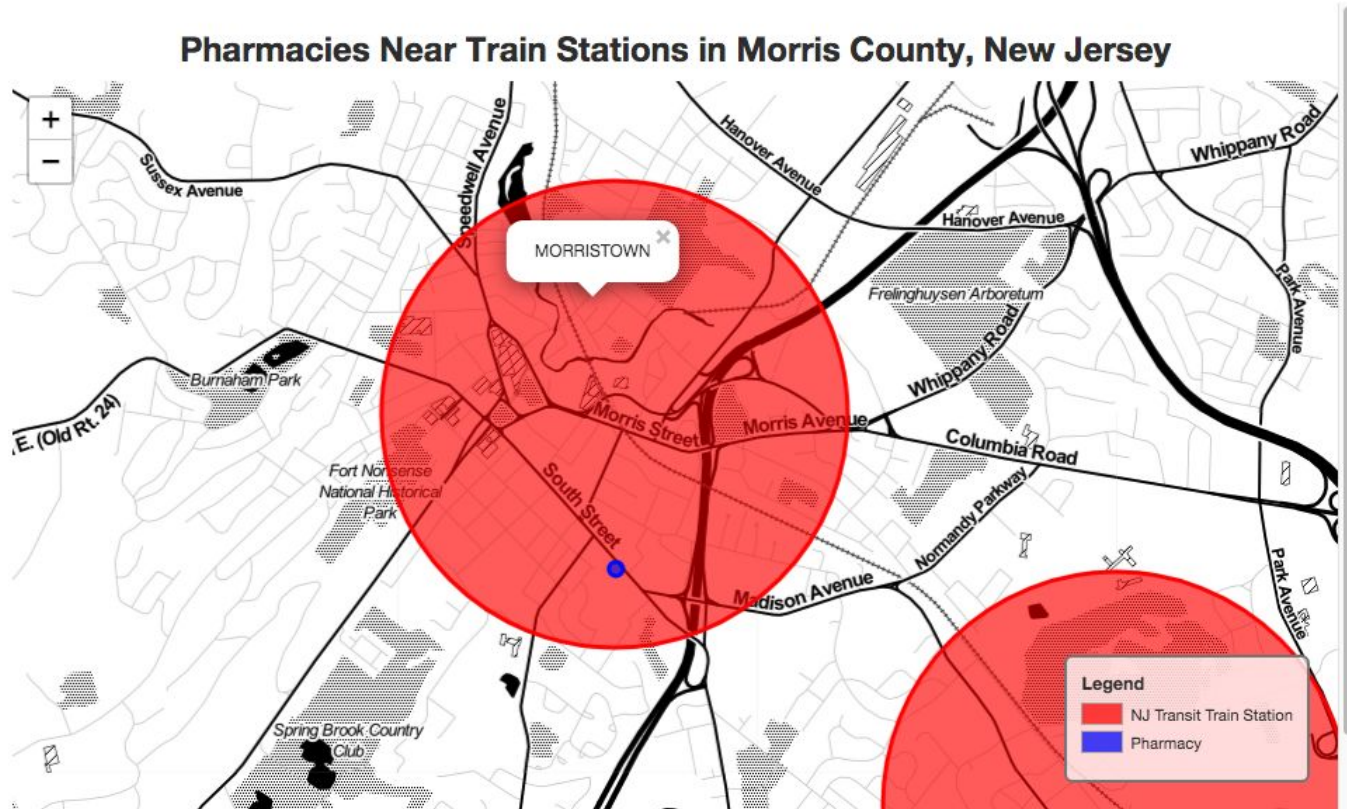 Pharmacies Near Train Stations in Morris County, New Jersey
+
−
Sussex Avenue
Speedwell Avenue
Hanover Avenue
Whippany Road
Hanover Avenue
MORRISTOWN
×
Frelinghuysen Arboretum
Park Avenue
Whippany Road
Burnaham Park
E. (Old Rt. 24)
Morris Street
Morris Avenue
Columbia Road
Fort Nonsense
National Historical
Park
South Street
Normandy Parkway
Madison Avenue
Park Avenue
Spring Brook Country
Club
Legend
NJ Transit Train Station
Pharmacy